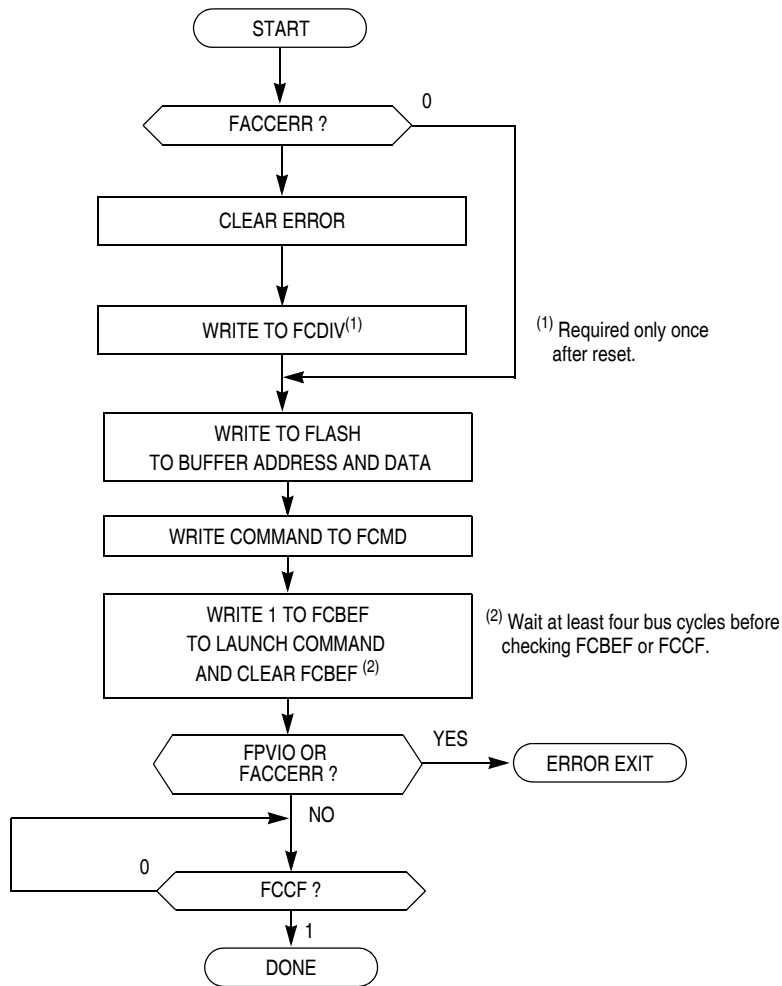 START
0
FACCERR ?
CLEAR ERROR
WRITE TO FCDIV(1)
(1) Required only once
after reset.
WRITE TO FLASH
TO BUFFER ADDRESS AND DATA
WRITE COMMAND TO FCMD
WRITE 1 TO FCBEF
TO LAUNCH COMMAND
AND CLEAR FCBEF (2)
(2) Wait at least four bus cycles before
checking FCBEF or FCCF.
FPVIO OR
FACCERR ?
YES
ERROR EXIT
NO
0
FCCF ?
1
DONE